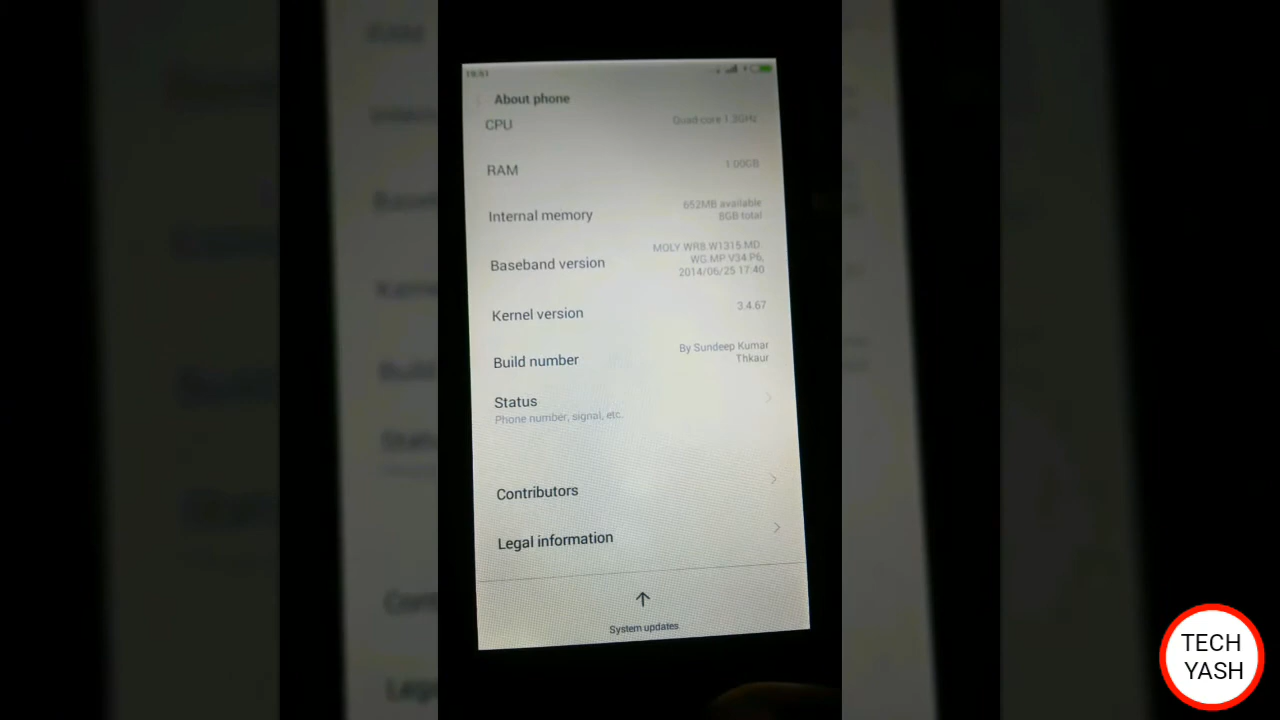 19:51
About phone
CPU
Quad-core 1.3GHz
RAM
1.00GB
Internal memory
652MB available
8GB total
Baseband version
MOLY.WR8.W1315.MD.
WG.MP.V34.P6,
2014/06/25 17:40
Kernel version
3.4.67
Build number
By Sundeep Kumar
Thkaur
Status
Phone number, signal, etc.
Contributors
Legal information
System updates
TECH
YASH